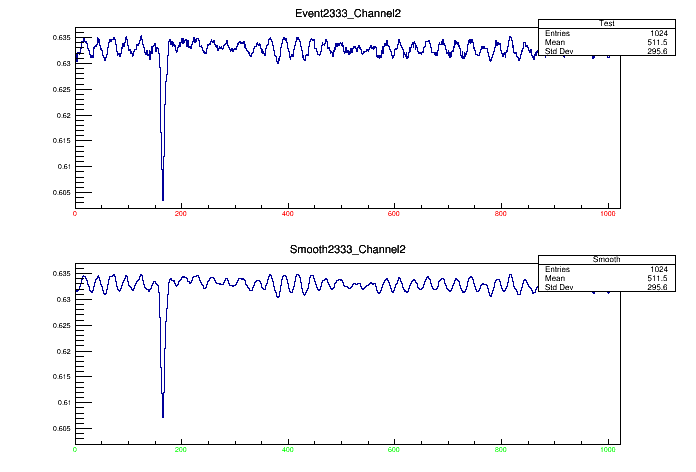 Event2333_Channel2
Test
Entries 1024
Mean 511.5
Std Dev 295.6
0.635
0.63
0.625
0.62
0.615
0.61
0.605
0 200 400 600 800 1000
Smooth2333_Channel2
Smooth
Entries 1024
Mean 511.5
Std Dev 295.6
0.635
0.63
0.625
0.62
0.615
0.61
0.605
0 200 400 600 800 1000